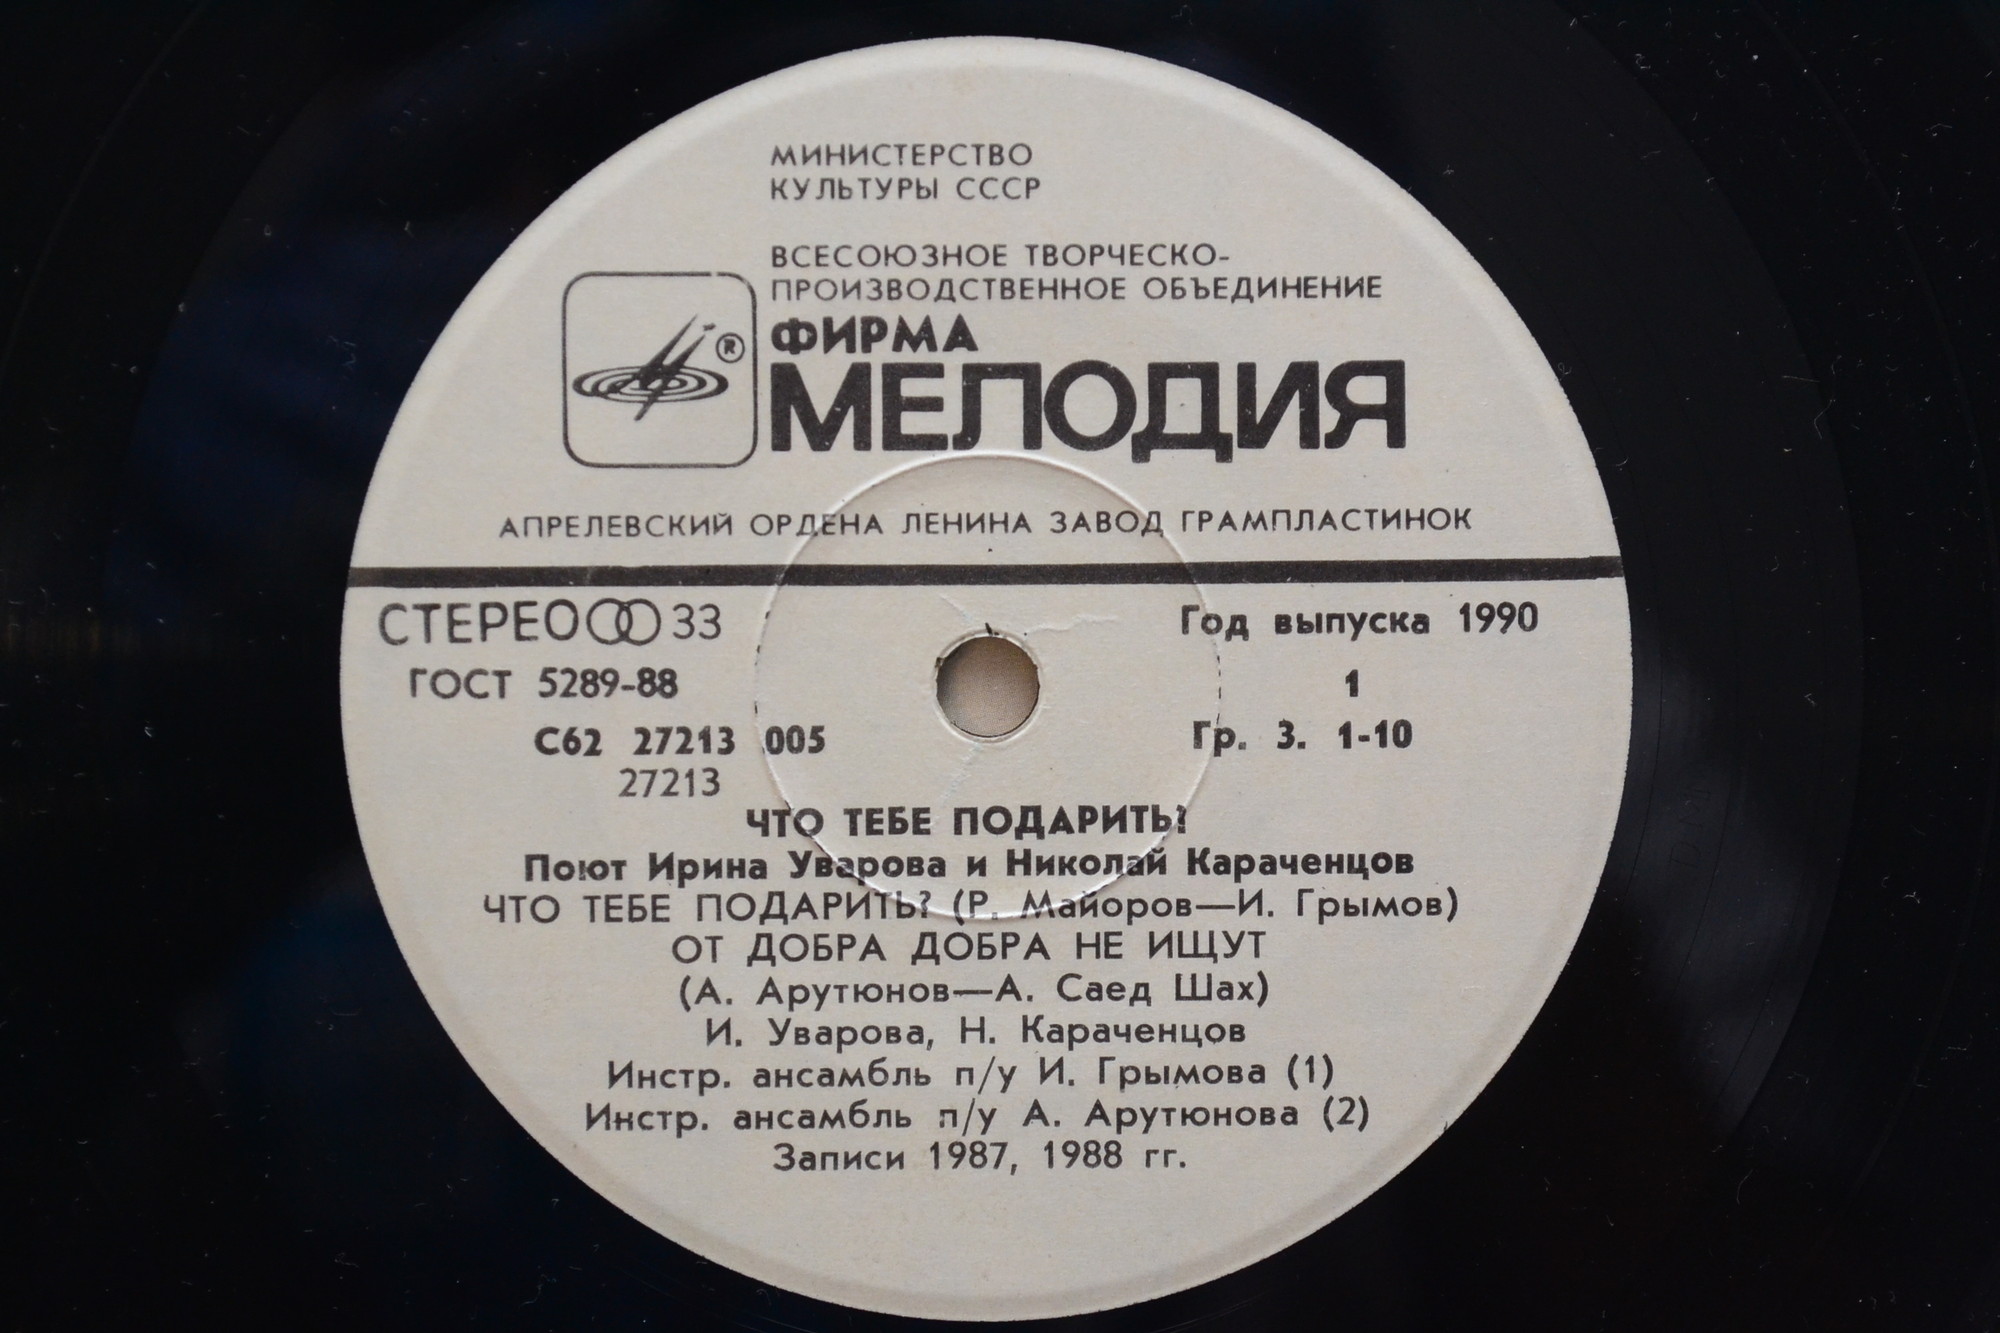 МИНИСТЕРСТВО
КУЛЬТУРЫ СССР
ВСЕСОЮЗНОЕ ТВОРЧЕСКО-
ПРОИЗВОДСТВЕННОЕ ОБЪЕДИНЕНИЕ
®
ФИРМА
МЕЛОДИЯ
АПРЕЛЕВСКИЙ ОРДЕНА ЛЕНИНА ЗАВОД ГРАМПЛАСТИНОК
СТЕРЕО 33
Год выпуска 1990
ГОСТ 5289-88
1
С62 27213 005
Гр. 3. 1-10
27213
ЧТО ТЕБЕ ПОДАРИТЬ?
Поют Ирина Уварова и Николай Караченцов
ЧТО ТЕБЕ ПОДАРИТЬ? (Р. Майоров—И. Грымов)
ОТ ДОБРА ДОБРА НЕ ИЩУТ
(А. Арутюнов—А. Саед Шах)
И. Уварова, Н. Караченцов
Инстр. ансамбль п/у И. Грымова (1)
Инстр. ансамбль п/у А. Арутюнова (2)
Записи 1987, 1988 гг.